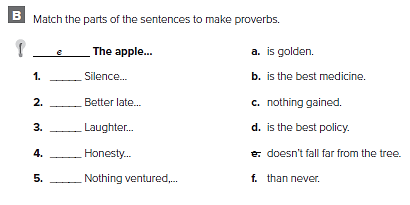 B Match the parts of the sentences to make proverbs.
e The apple... a. is golden.
1. Silence... b. is the best medicine.
2. Better late... c. nothing gained.
3. Laughter... d. is the best policy.
4. Honesty... e. doesn't fall far from the tree.
5. Nothing ventured,... f. than never.